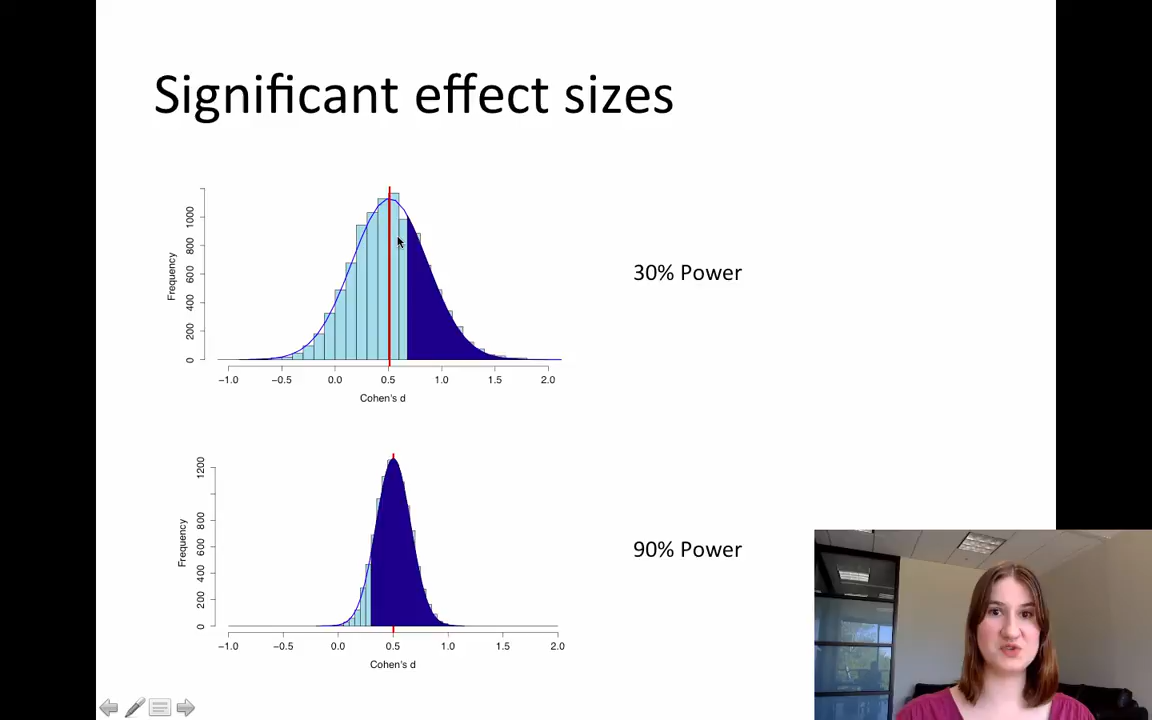 Significant effect sizes
Frequency
0
200
400
600
800
1000
−1.0 −0.5 0.0 0.5 1.0 1.5 2.0
Cohen's d
30% Power
Frequency
0
200
400
600
800
1200
−1.0 −0.5 0.0 0.5 1.0 1.5 2.0
Cohen's d
90% Power